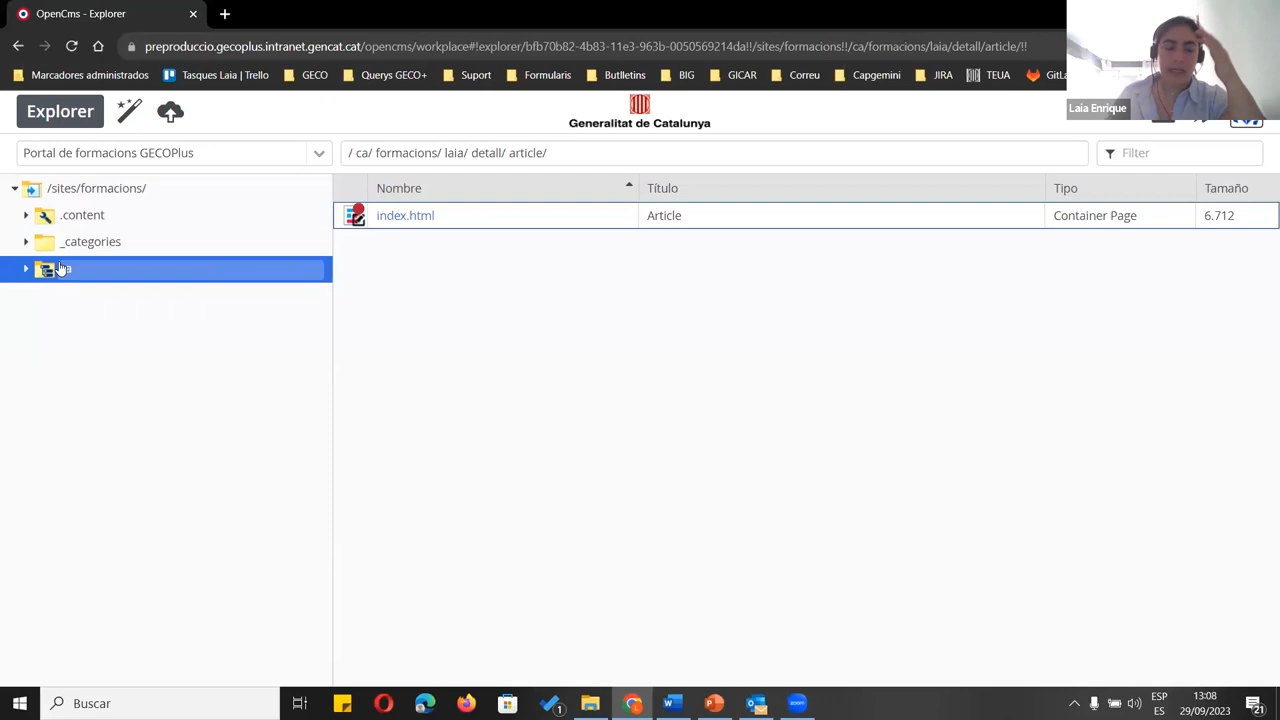 OpenCms - Explorer
preproduccio.gecoplus.intranet.gencat.cat/opencms/workplace#!explorer/bfb70b82-4b83-11e3-963b-0050569214da!!/sites/formacions!!/ca/formacions/laia/detall/article/!!
Marcadores administrados
Tasques Laia | Trello
GECO
Querys G++
Suport
Formularis
Butlletins
BIG
GICAR
Correu
Capgemini
JIRA
TEUA
Laia Enrique
Explorer
Generalitat de Catalunya
Portal de formacions GECOPlus
/ ca/ formacions/ laia/ detall/ article/
Filter
/sites/formacions/
Nombre
Título
Tipo
Tamaño
.content
index.html
Article
Container Page
6.712
_categories
Buscar
1
ESP
ES
13:08
29/09/2023
21